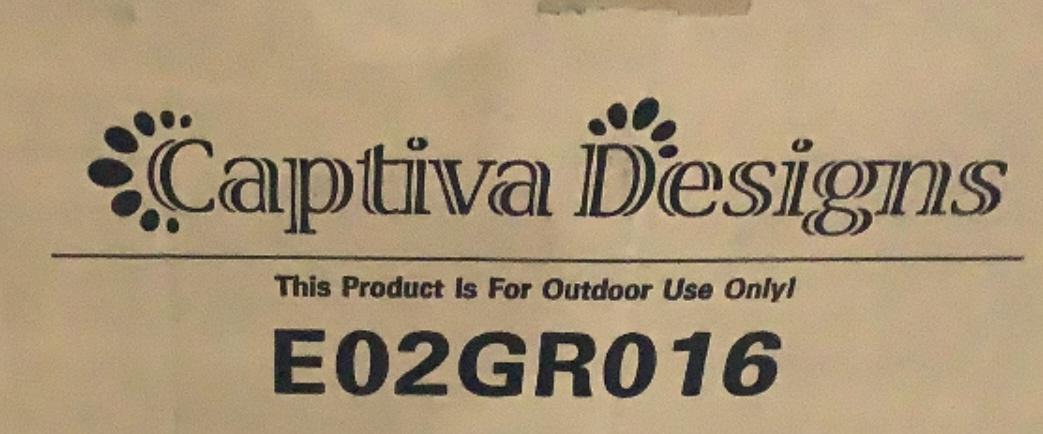 Captiva Designs
This Product Is For Outdoor Use Only!
E02GR016